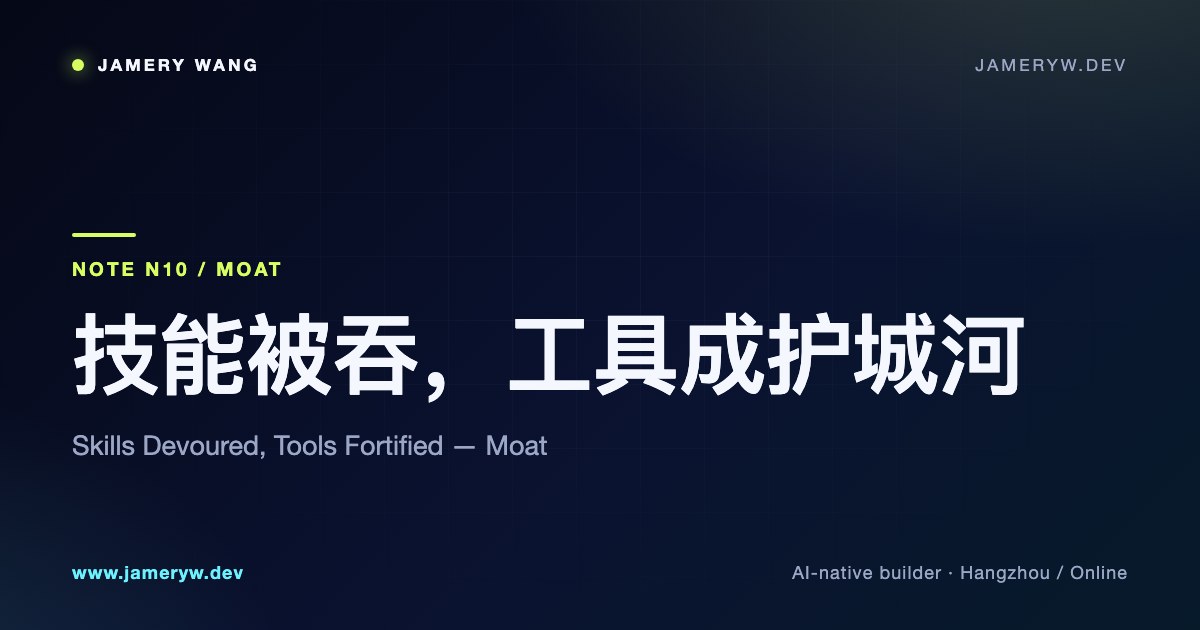 JAMERY WANG
JAMERYW.DEV
NOTE N10 / MOAT
技能被吞，工具成护城河
Skills Devoured, Tools Fortified — Moat
www.jameryw.dev
AI-native builder · Hangzhou / Online